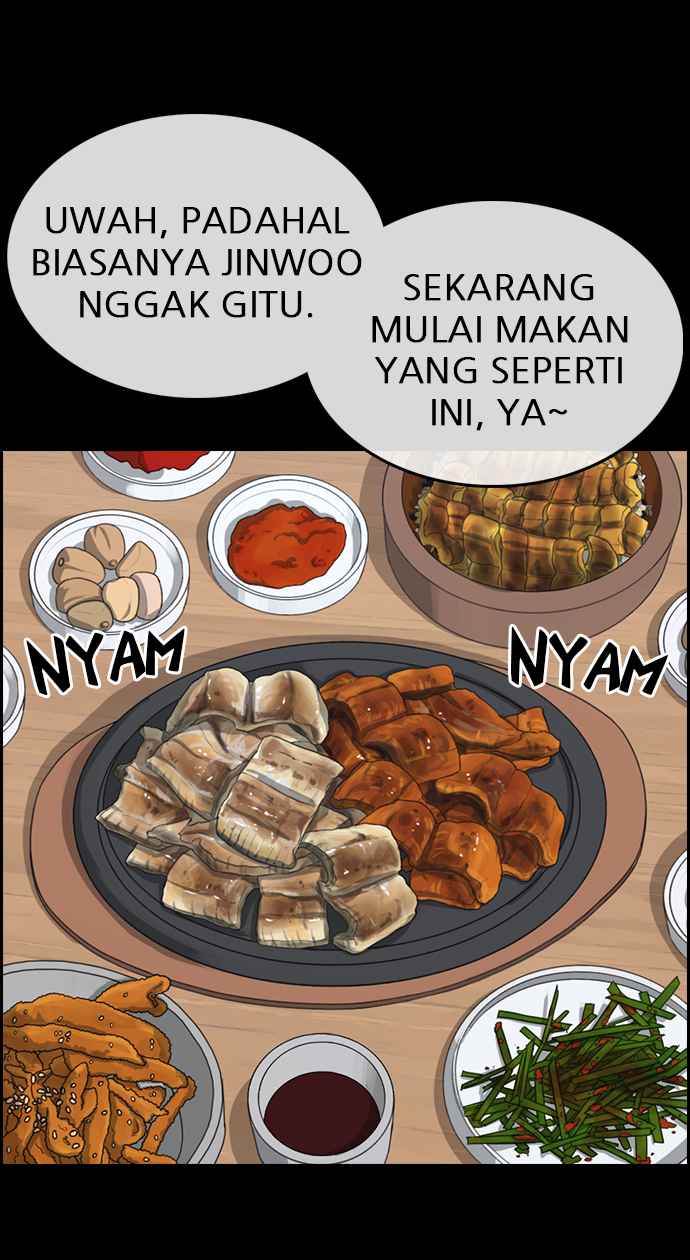 UWAH, PADAHAL
BIASANYA JINWOO
NGGAK GITU.
SEKARANG
MULAI MAKAN
YANG SEPERTI
INI, YA~
NYAM
NYAM